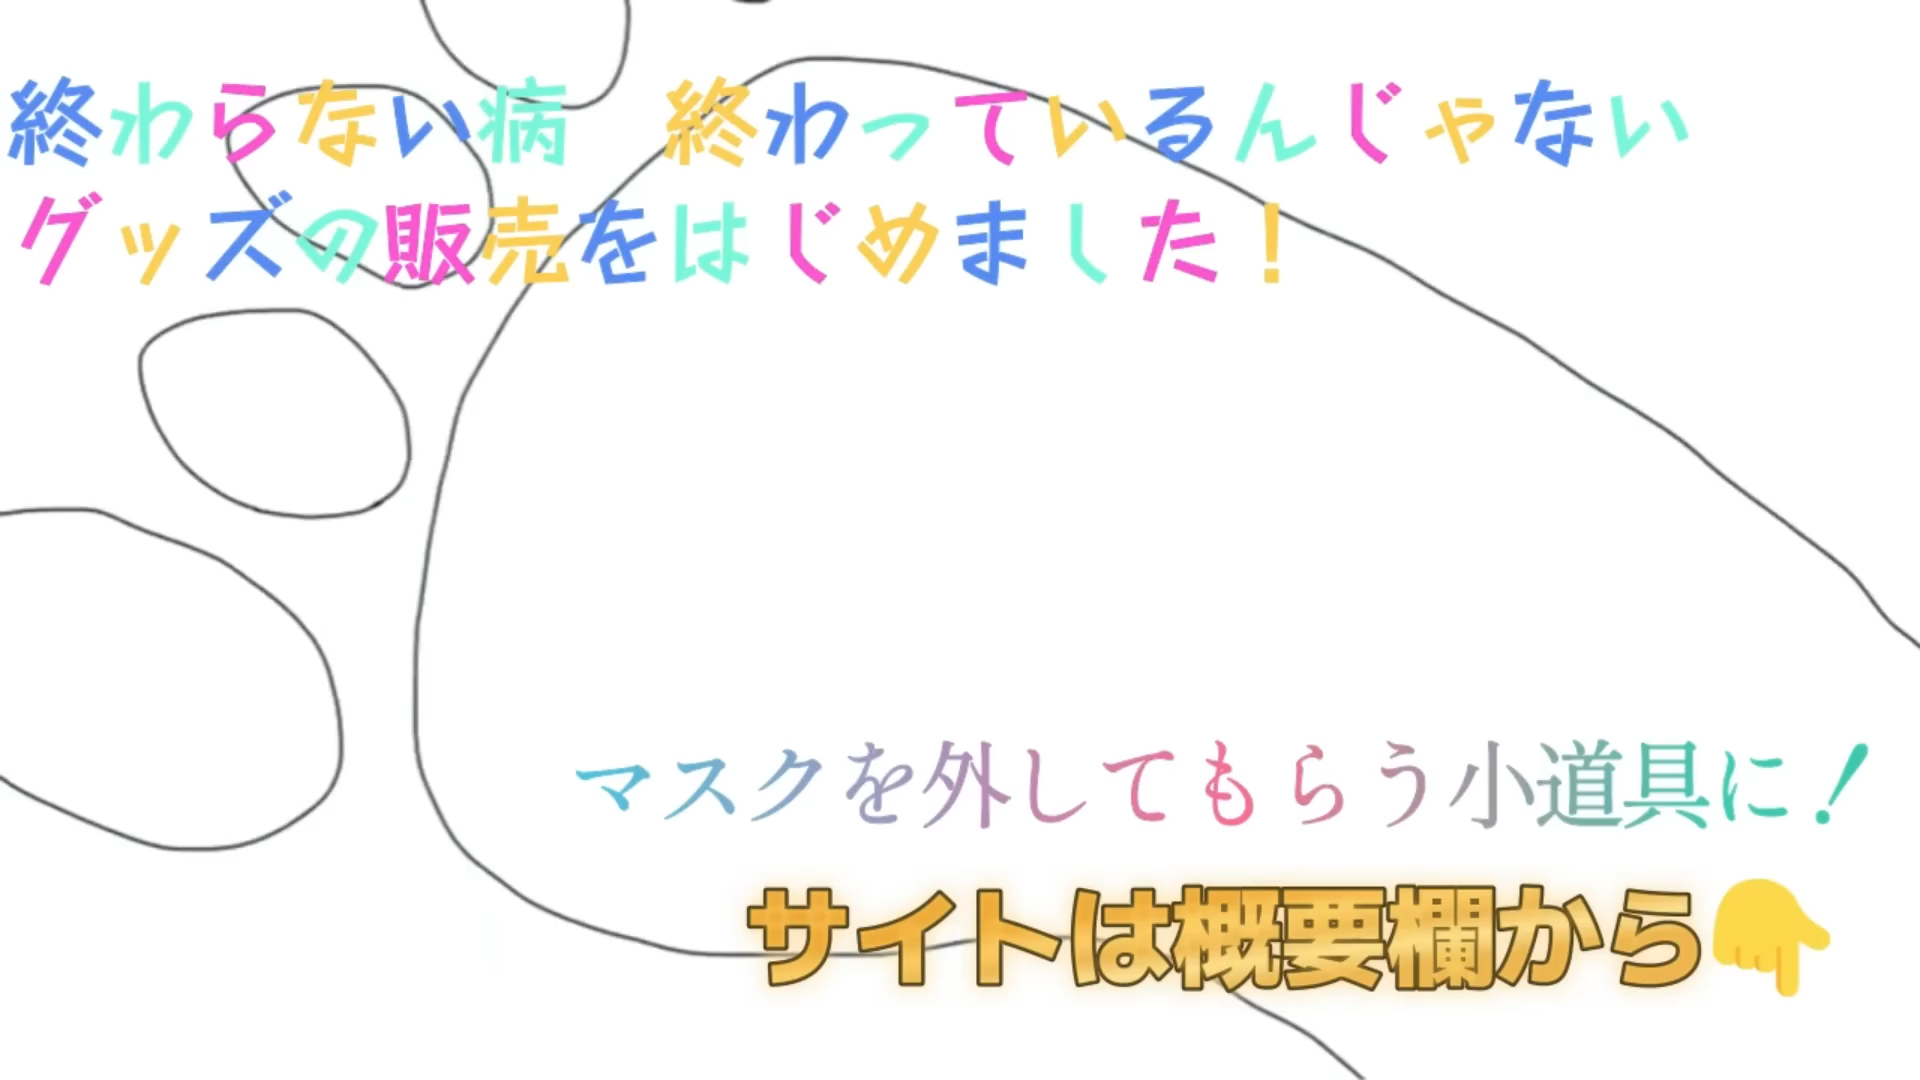 終わらない病　終わっているんじゃない
グッズの販売をはじめました！
マスクを外してもらう小道具に！
サイトは概要欄から👇